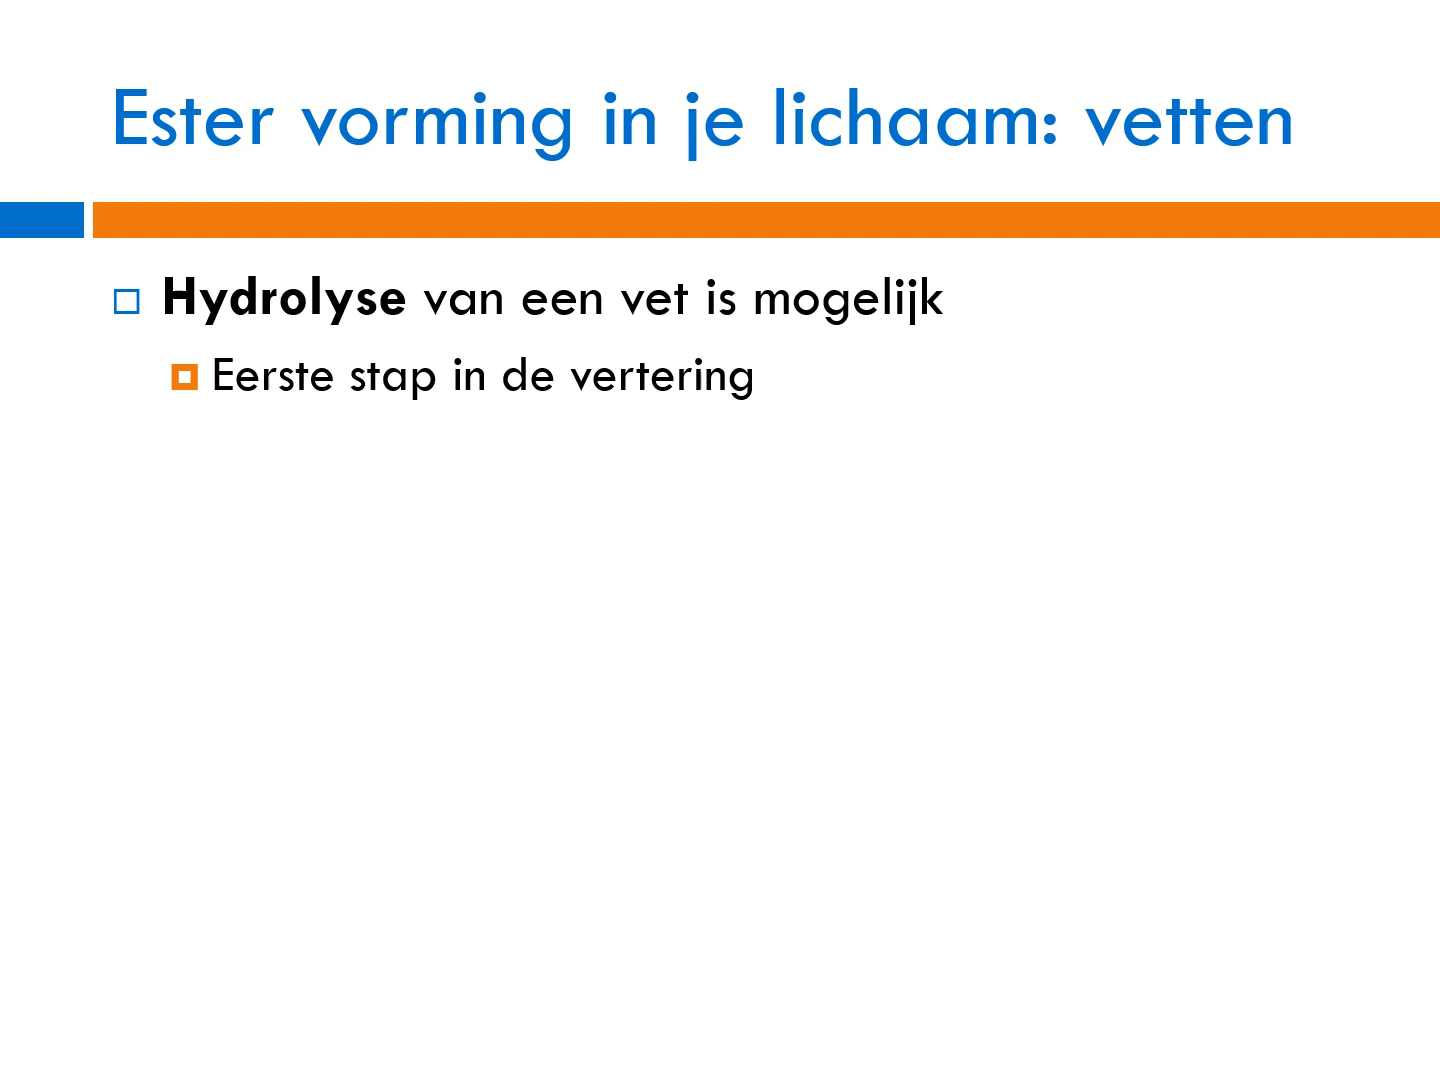 Ester vorming in je lichaam: vetten
Hydrolyse van een vet is mogelijk
Eerste stap in de vertering